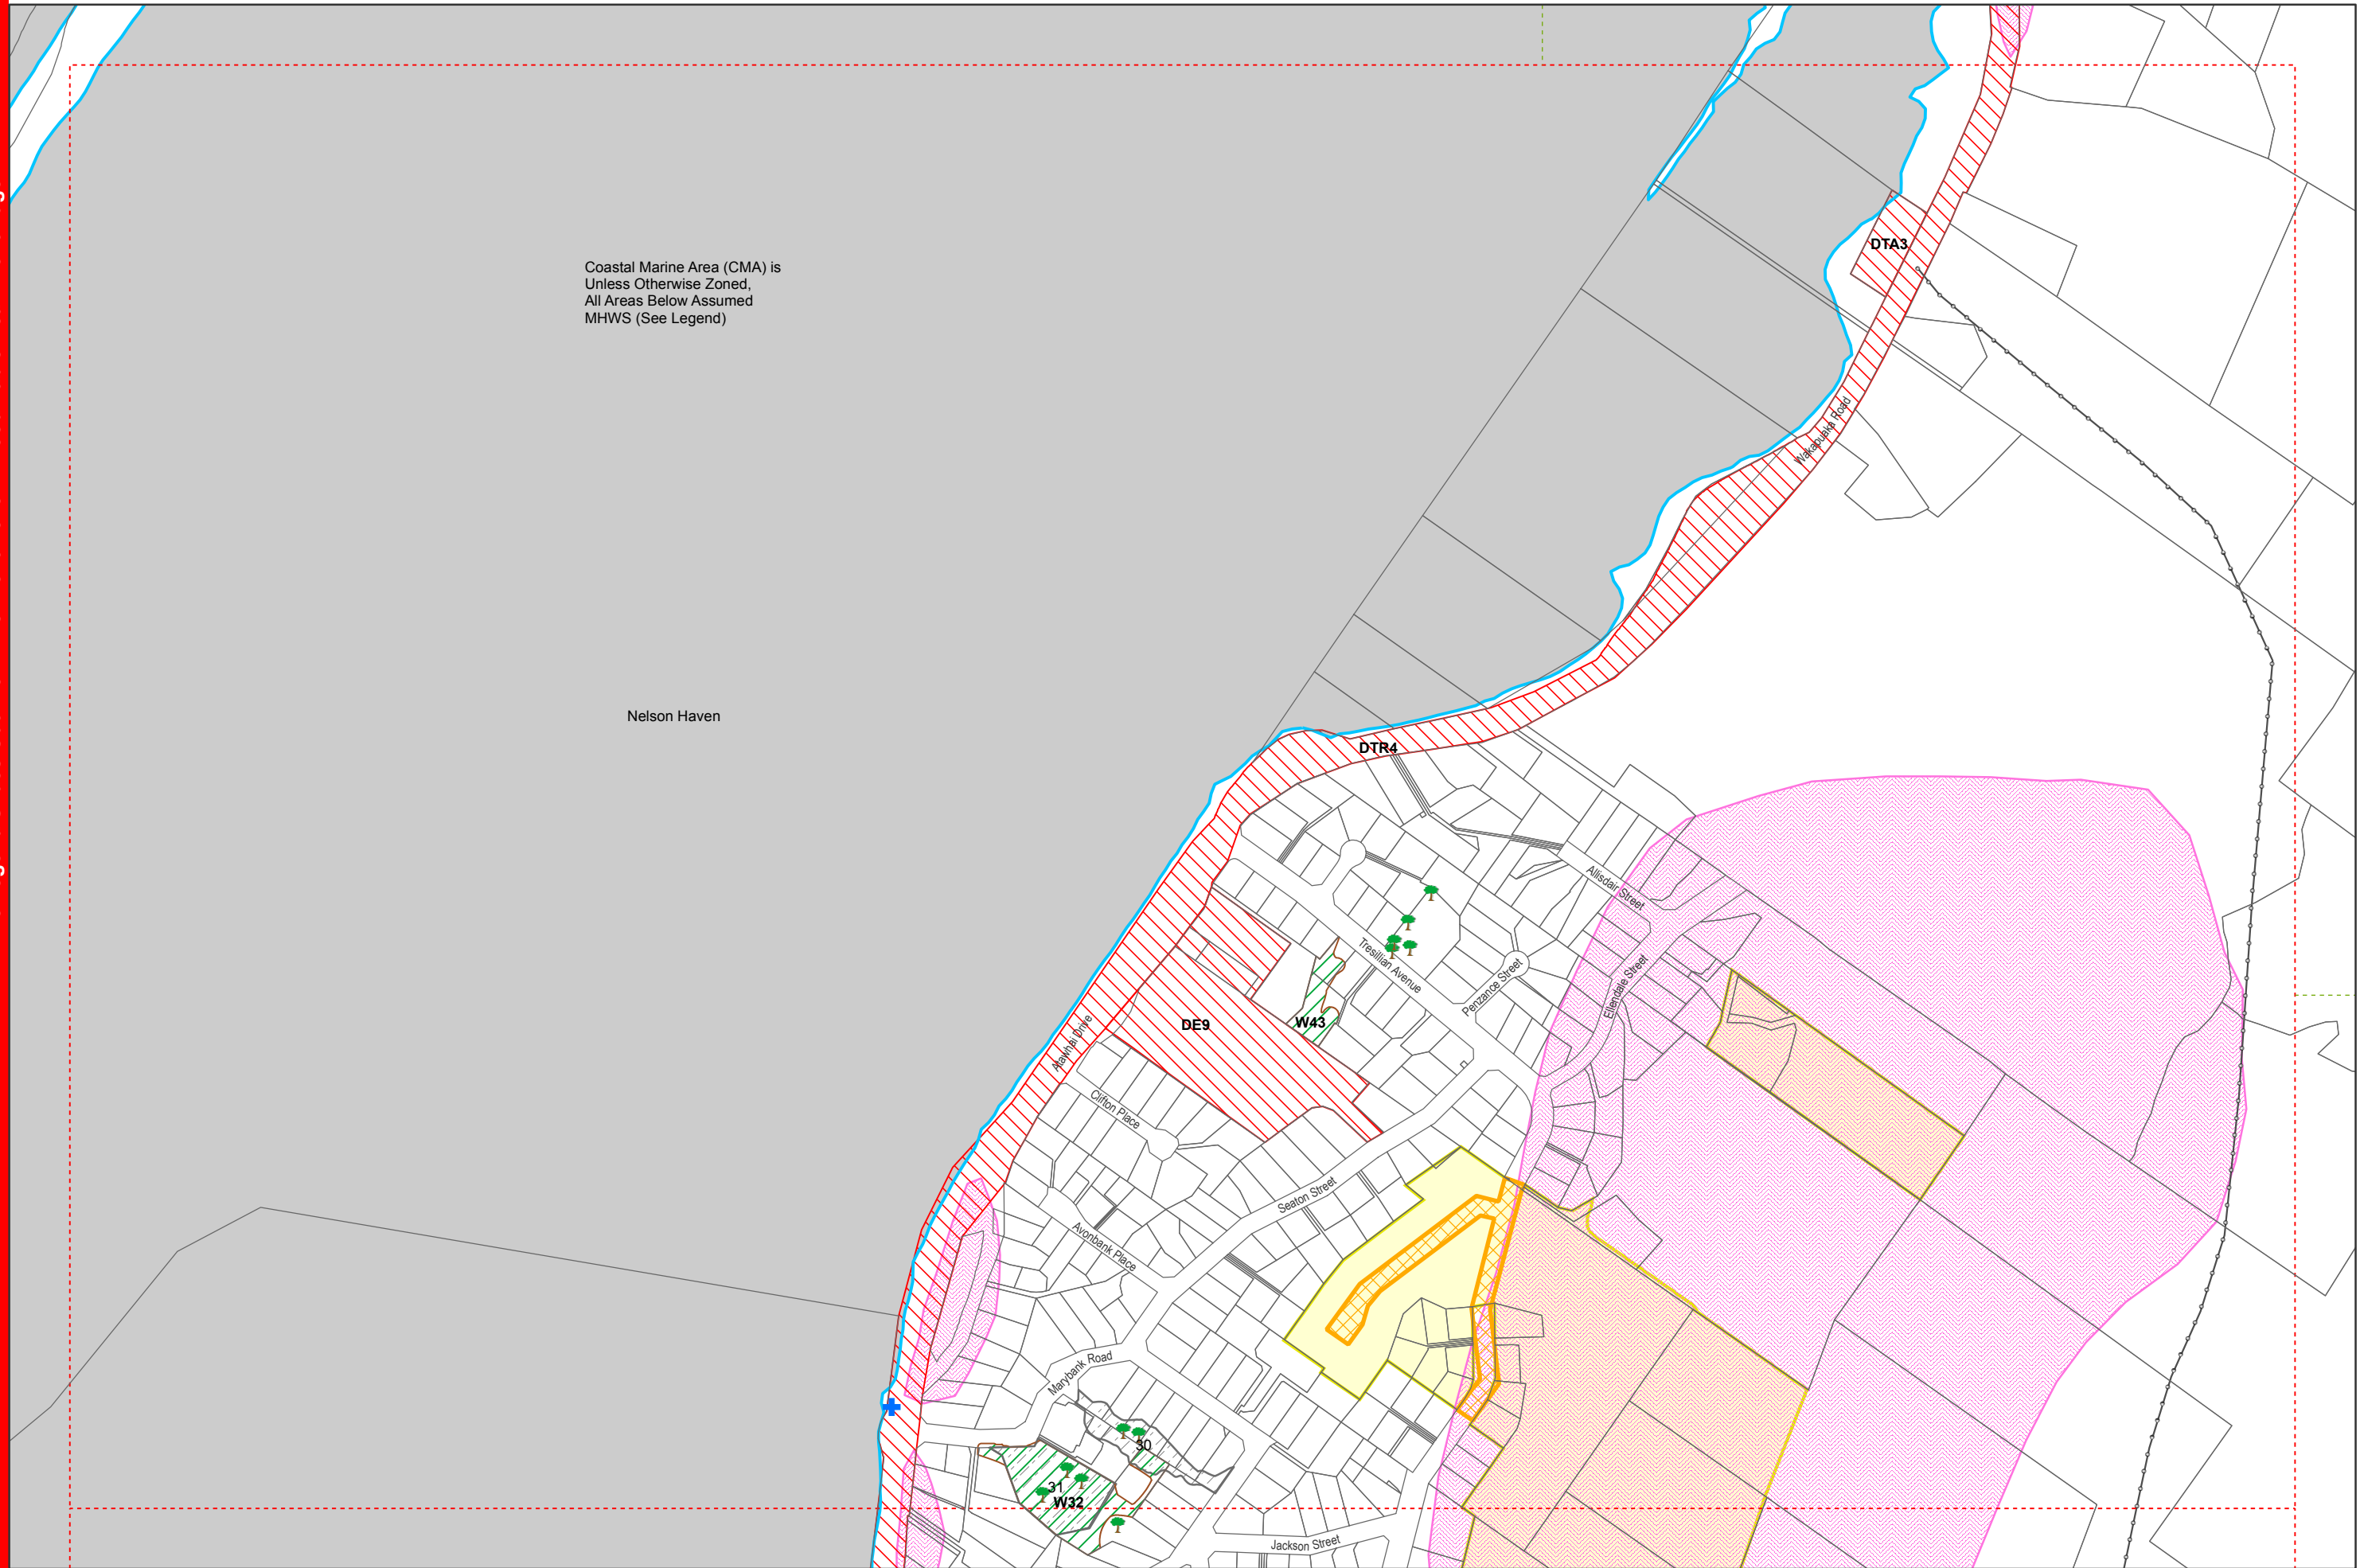 Coastal Marine Area (CMA) is
Unless Otherwise Zoned,
All Areas Below Assumed
MHWS (See Legend)
DTA3
Wakapuaka Road
Nelson Haven
DTR4
Allisdair Street
Tresillian Avenue
Penzance Street
Ellendale Street
W43
DE9
Atawhai Drive
Clifton Place
Seaton Street
Avonbank Place
Marybank Road
30
31
W32
Jackson Street